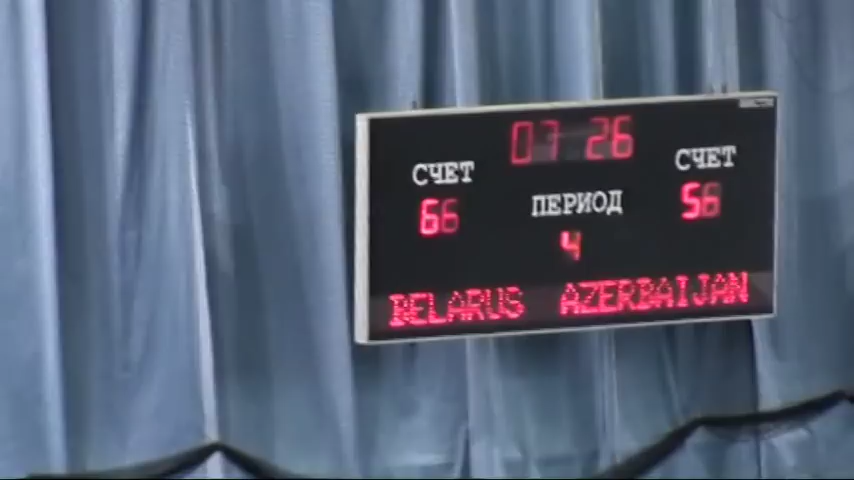 07 26
СЧЕТ СЧЕТ
66 ПЕРИОД 56
4
BELARUS AZERBAIJAN